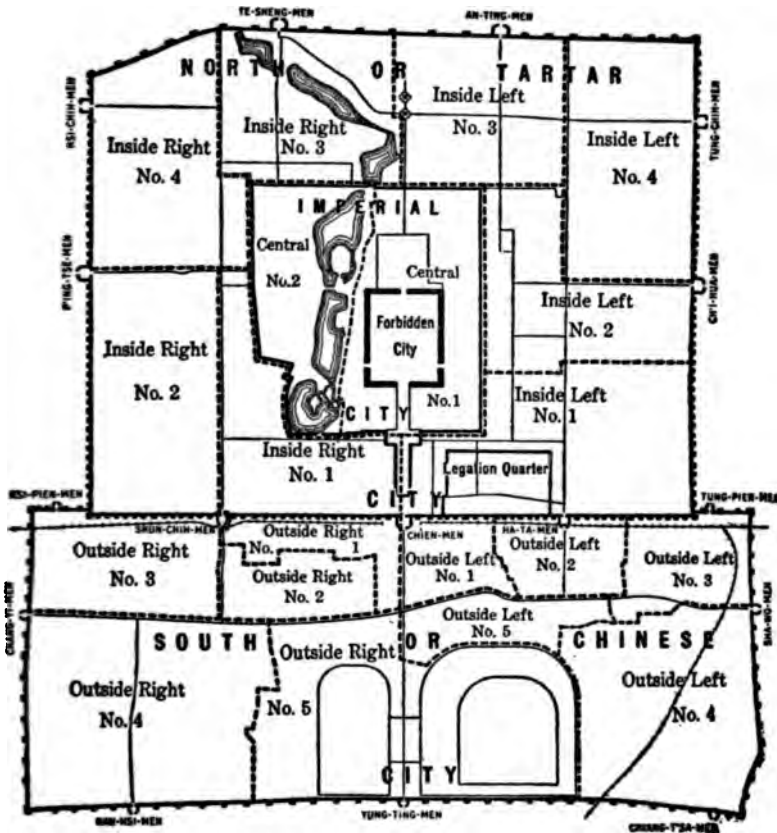 TE-SHENG-MEN
AN-TING-MEN
NORTH OR TARTAR
HSI-CHIH-MEN
TUNG-CHIH-MEN
Inside Left
No. 3
Inside Right
No. 3
Inside Right
No. 4
Inside Left
No. 4
IMPERIAL
Central
No.2
Central
PING-TSE-MEN
CHI-HUA-MEN
Inside Left
No. 2
Forbidden
City
Inside Right
No. 2
Inside Left
No. 1
No.1
CITY
Inside Right
No. 1
Legation Quarter
CITY
HSI-PIEN-MEN
TUNG-PIEN-MEN
SHUN-CHIH-MEN
CHIEN-MEN
HA-TA-MEN
Outside Right
No. 1
Outside Right
No. 3
Outside Right
No. 2
Outside Left
No. 1
Outside Left
No. 2
Outside Left
No. 3
CHANG-YI-MEN
SHA-WO-MEN
Outside Left
No. 5
SOUTH OR CHINESE
Outside Right
No. 5
Outside Right
No. 4
Outside Left
No. 4
CITY
NAN-HSI-MEN
YUNG-TING-MEN